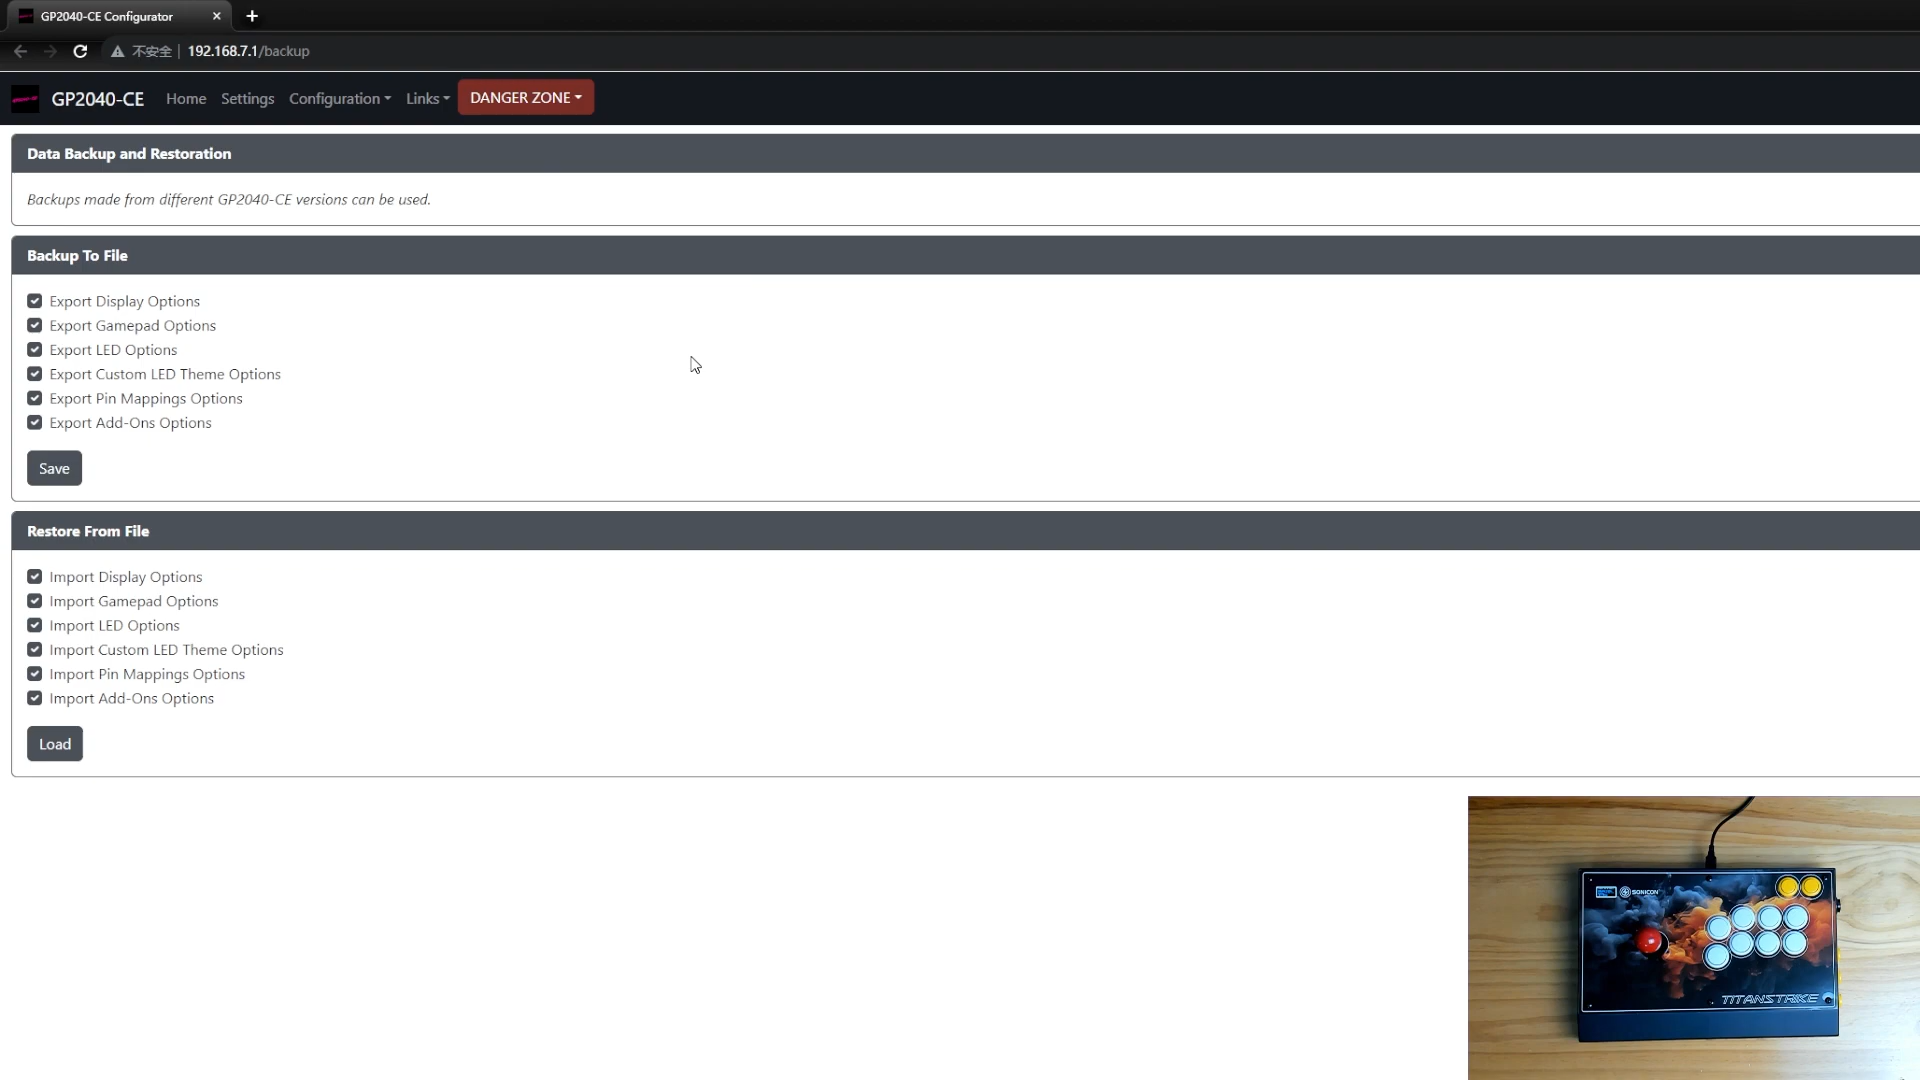 GP2040-CE Configurator
不安全 | 192.168.7.1/backup
GP2040-CE Home Settings Configuration Links DANGER ZONE
Data Backup and Restoration
Backups made from different GP2040-CE versions can be used.
Backup To File
Export Display Options
Export Gamepad Options
Export LED Options
Export Custom LED Theme Options
Export Pin Mappings Options
Export Add-Ons Options
Save
Restore From File
Import Display Options
Import Gamepad Options
Import LED Options
Import Custom LED Theme Options
Import Pin Mappings Options
Import Add-Ons Options
Load
SONICON
TITANSTRIKE